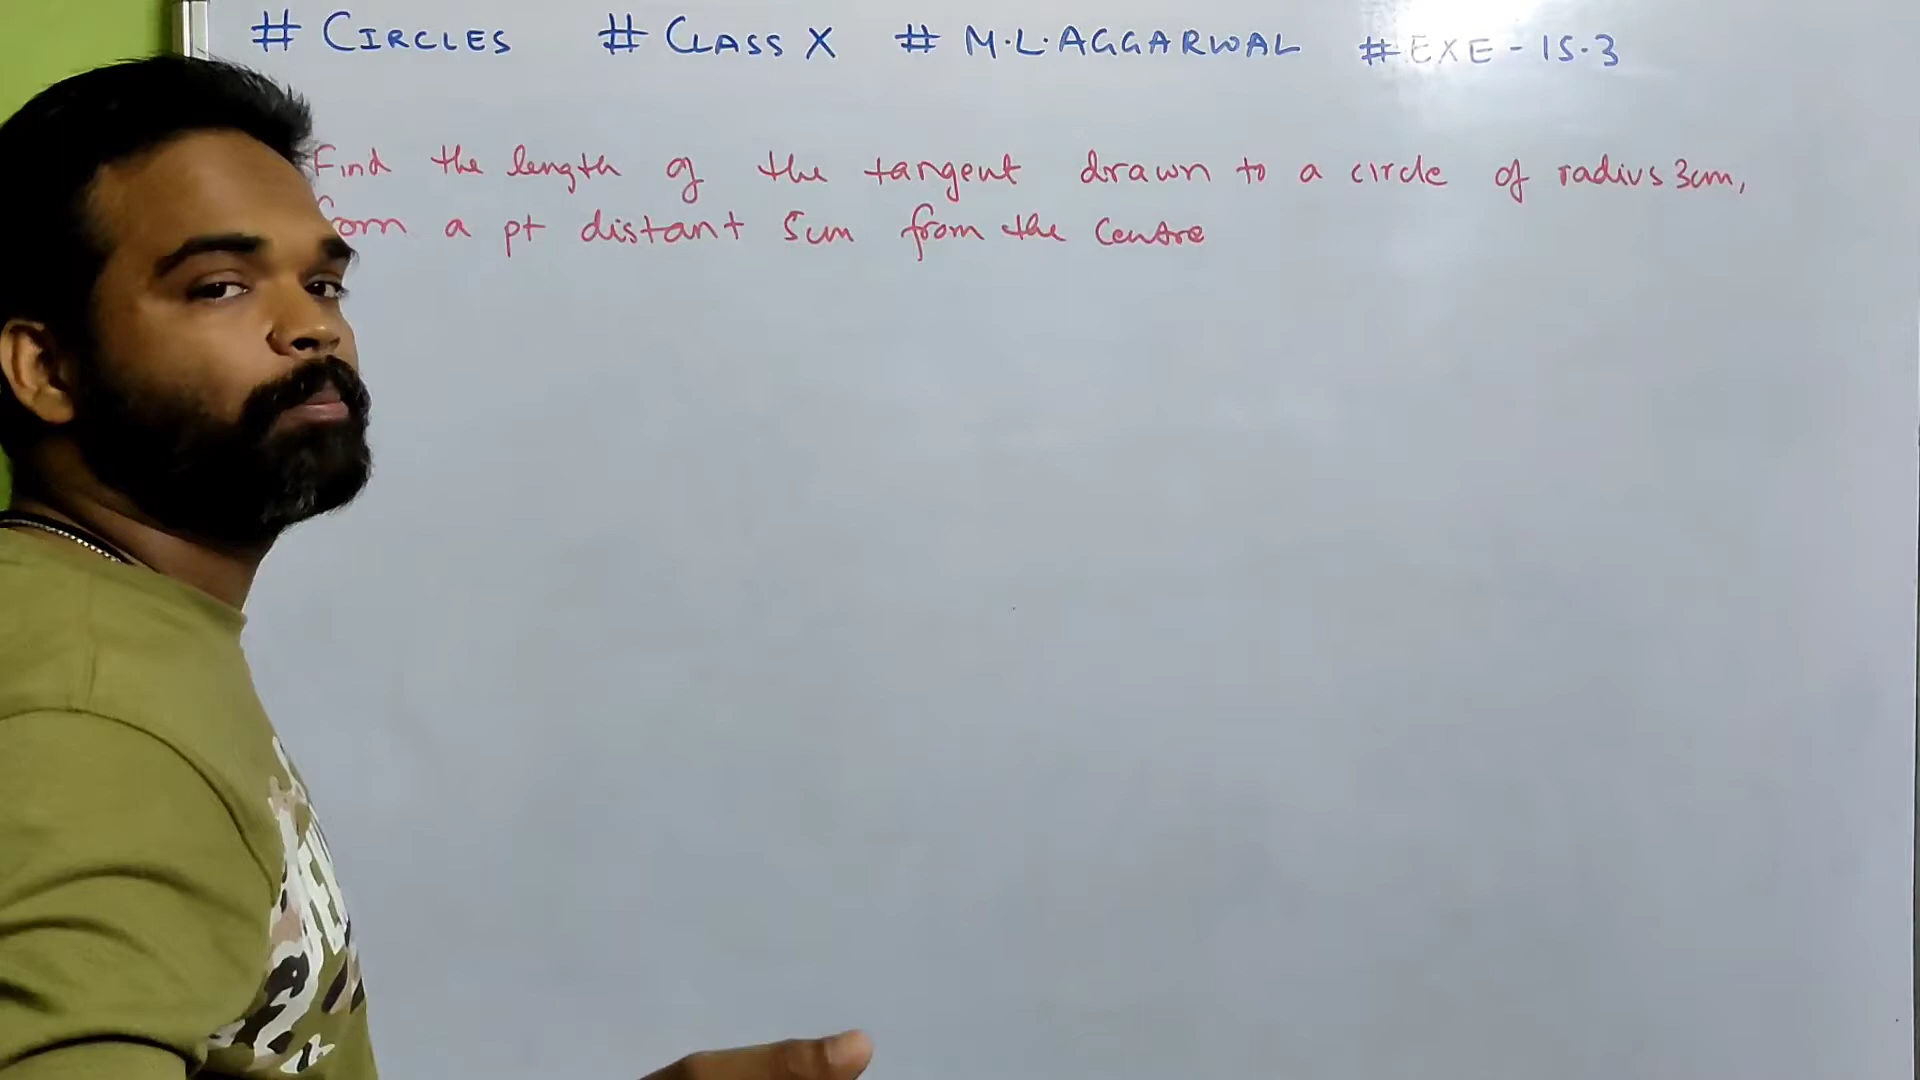 # CIRCLES # CLASS X # M.L.AGGARWAL # EXE - 15.3
Find the length of the tangent drawn to a circle of radius 3cm,
from a pt distant 5cm from the centre